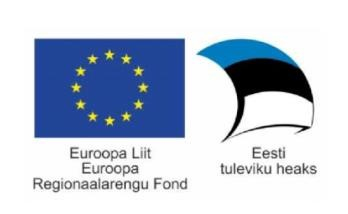 Euroopa Liit
Euroopa
Regionaalarengu Fond
Eesti
tuleviku heaks